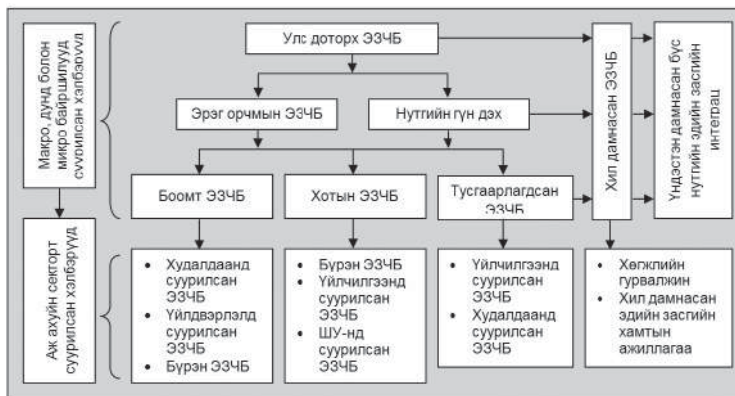 Макро, дунд болон
микро байршилууд
суурилсан хэлбэрүүд
Аж ахуйн секторт
суурилсан хэлбэрүүд
Улс доторх ЭЗЧБ
Эрэг орчмын ЭЗЧБ
Нутгийн гүн дэх
Боомт ЭЗЧБ
Хотын ЭЗЧБ
Тусгаарлагдсан
ЭЗЧБ
Хил дамнасан ЭЗЧБ
Үндэстэн дамнасан бүс
нутгийн эдийн засгийн
интеграц
• Худалдаанд
суурилсан
ЭЗЧБ
• Үйлдвэрлэлд
суурилсан
ЭЗЧБ
• Бүрэн ЭЗЧБ
• Бүрэн ЭЗЧБ
• Үйлчилгээнд
суурилсан
ЭЗЧБ
• ШУ-нд
суурилсан
ЭЗЧБ
• Үйлчилгээнд
суурилсан
ЭЗЧБ
• Худалдаанд
суурилсан
ЭЗЧБ
• Хөгжлийн
гурвалжин
• Хил дамнасан
эдийн засгийн
хамтын
ажиллагаа